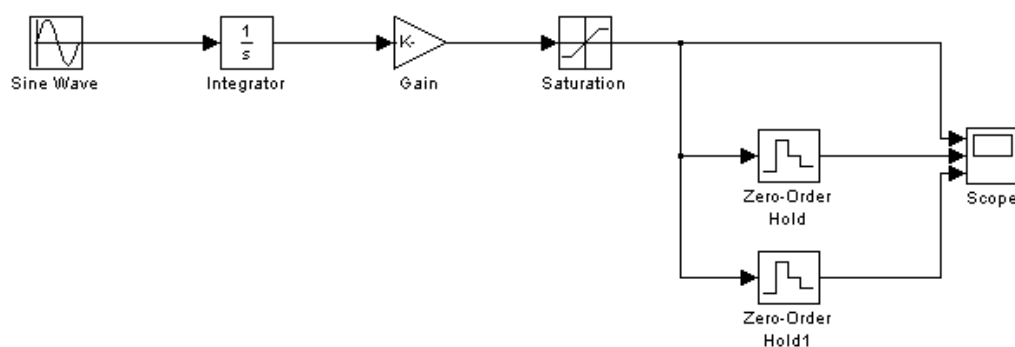 1
s
K-
Sine Wave
Integrator
Gain
Saturation
Zero-Order
Hold
Scope
Zero-Order
Hold1